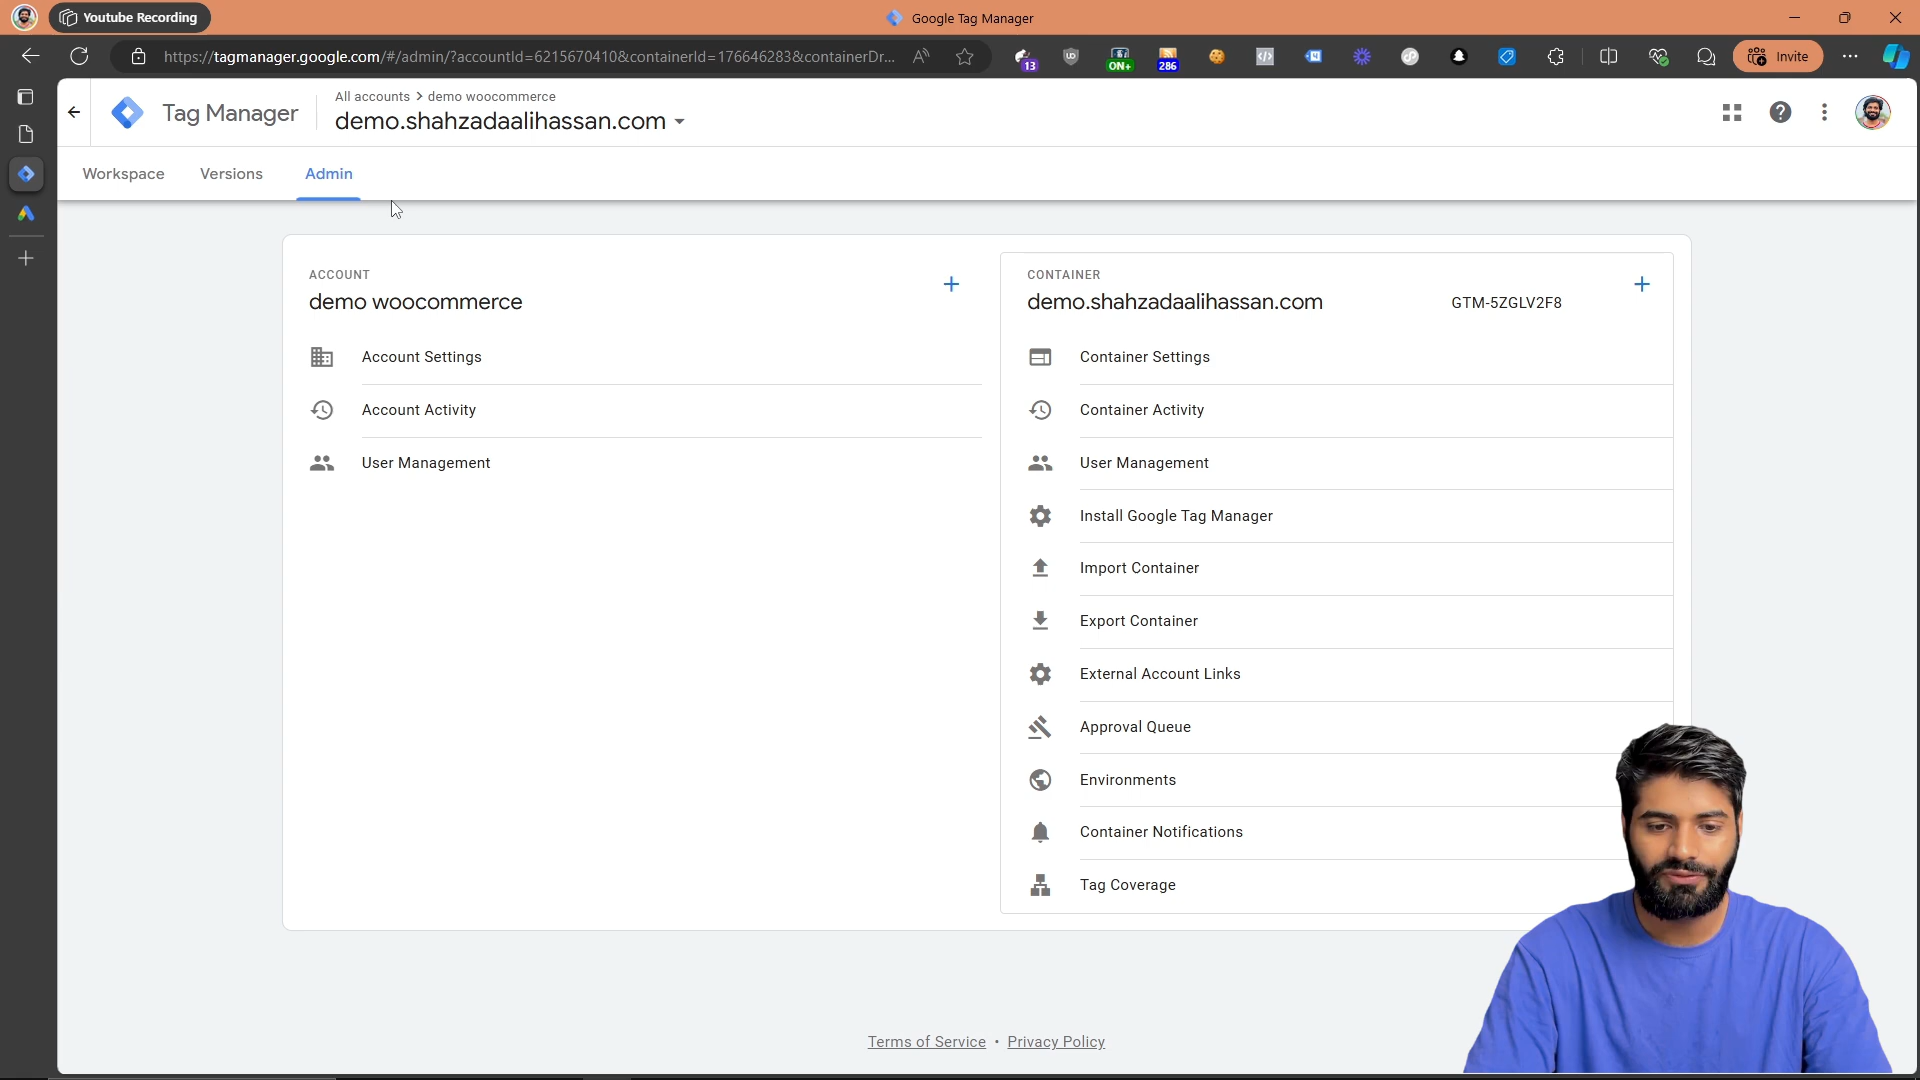 Youtube Recording
Google Tag Manager
https://tagmanager.google.com/#/admin/?accountId=6215670410&containerId=176646283&containerDr...
13
ON+
286
Invite
Tag Manager
All accounts > demo woocommerce
demo.shahzadaalihassan.com
Workspace
Versions
Admin
ACCOUNT
demo woocommerce
Account Settings
Account Activity
User Management
CONTAINER
demo.shahzadaalihassan.com
GTM-5ZGLV2F8
Container Settings
Container Activity
User Management
Install Google Tag Manager
Import Container
Export Container
External Account Links
Approval Queue
Environments
Container Notifications
Tag Coverage
Terms of Service • Privacy Policy